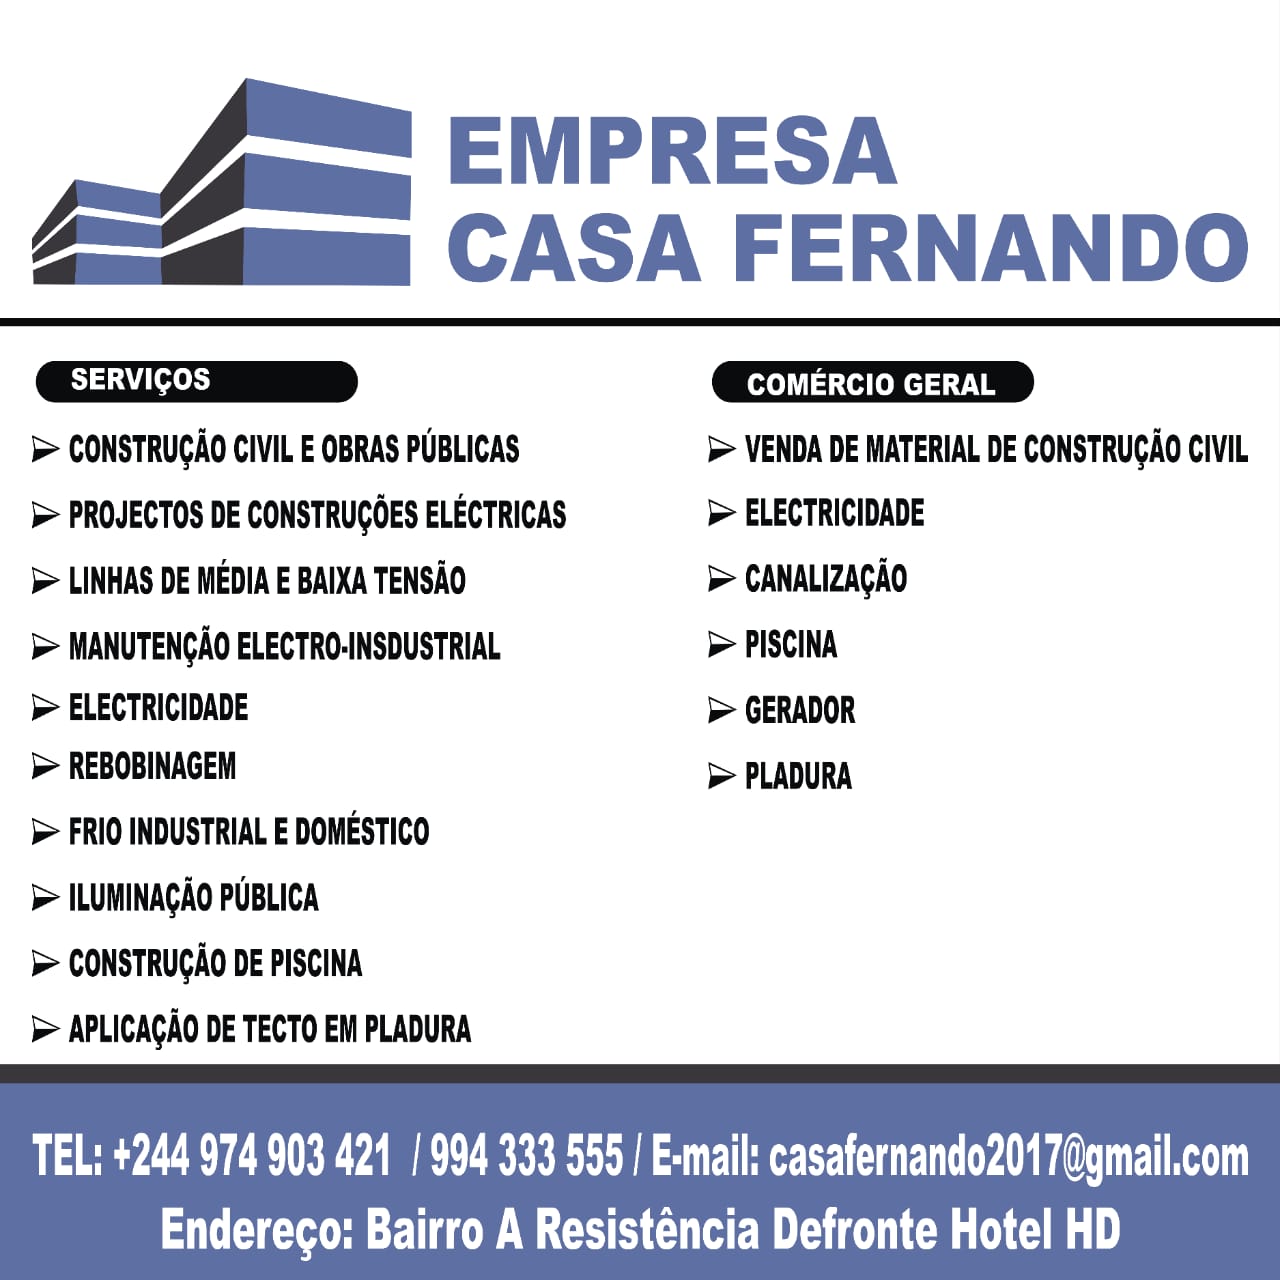 EMPRESA
CASA FERNANDO
SERVIÇOS
CONSTRUÇÃO CIVIL E OBRAS PÚBLICAS
PROJECTOS DE CONSTRUÇÕES ELÉCTRICAS
LINHAS DE MÉDIA E BAIXA TENSÃO
MANUTENÇÃO ELECTRO-INSDUSTRIAL
ELECTRICIDADE
REBOBINAGEM
FRIO INDUSTRIAL E DOMÉSTICO
ILUMINAÇÃO PÚBLICA
CONSTRUÇÃO DE PISCINA
APLICAÇÃO DE TECTO EM PLADURA
COMÉRCIO GERAL
VENDA DE MATERIAL DE CONSTRUÇÃO CIVIL
ELECTRICIDADE
CANALIZAÇÃO
PISCINA
GERADOR
PLADURA
TEL: +244 974 903 421 / 994 333 555 / E-mail: casafernando2017@gmail.com
Endereço: Bairro A Resistência Defronte Hotel HD